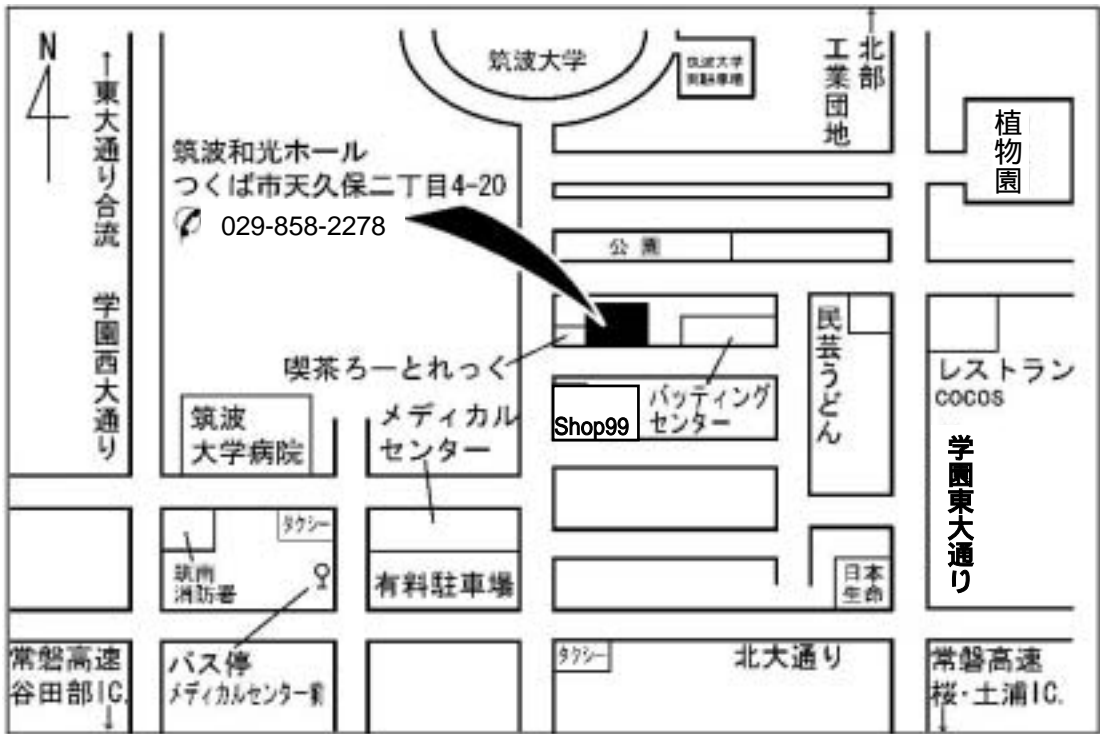 N
↑東大通り合流
学園西大通り
筑波大学
筑波大学
↑北部
工業団地
植物園
筑波和光ホール
つくば市天久保二丁目4-20
029-858-2278
公園
喫茶ろーとれっく
民芸うどん
レストラン
COCOS
筑波
大学病院
メディカル
センター
Shop99
バッティング
センター
学園東大通り
タクシー
筑南
消防署
有料駐車場
日本
生命
常磐高速
谷田部IC.
↓
バス停
メディカルセンター前
タクシー
北大通り
常磐高速
桜・土浦IC.
↓